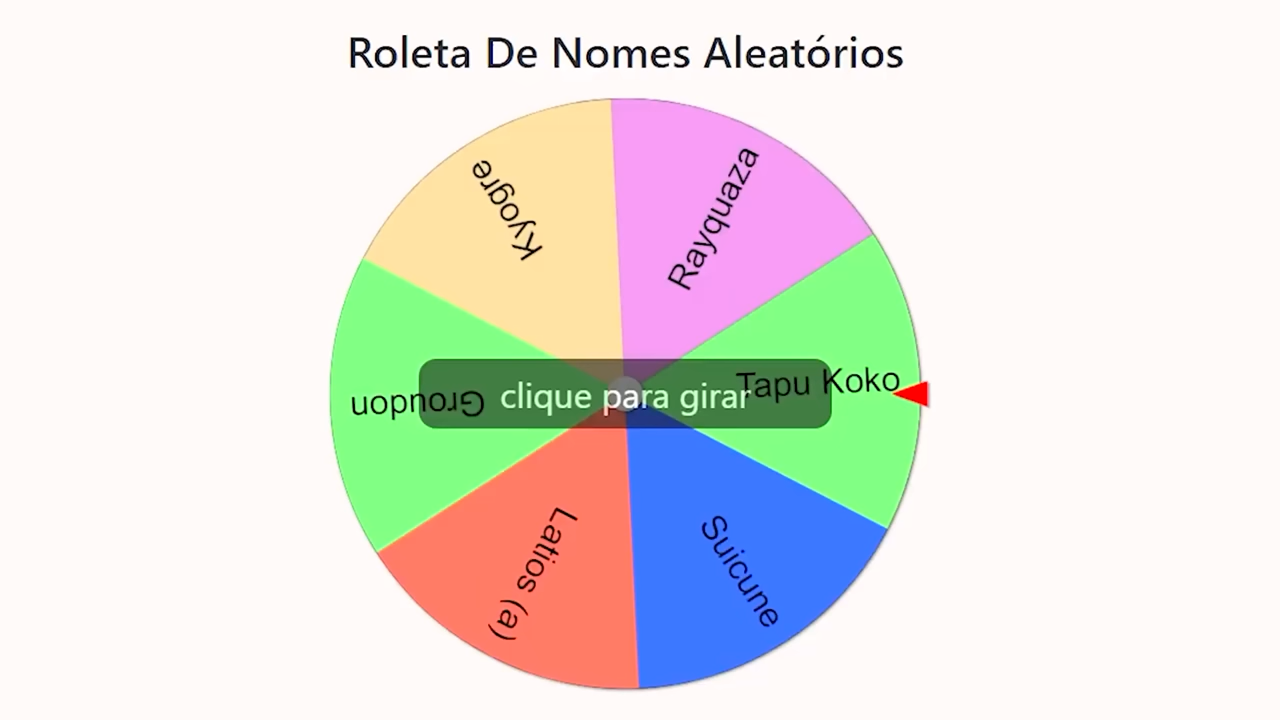 Roleta De Nomes Aleatórios
Kyogre
Rayquaza
Groudon
clique para girar
Tapu Koko
Latios (a)
Suicune